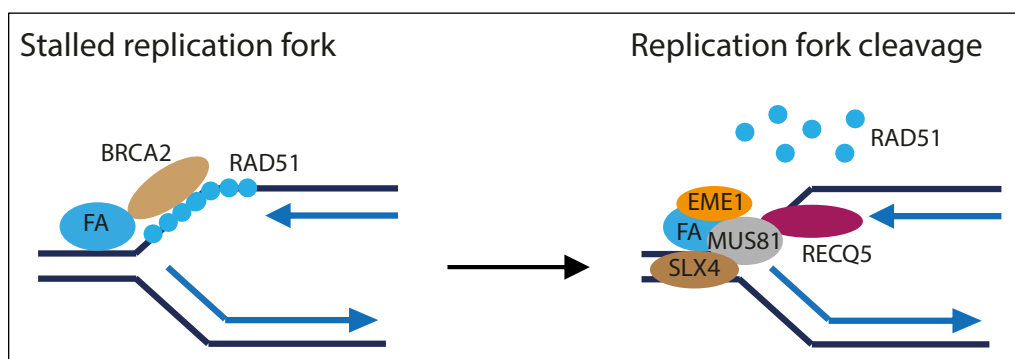 Stalled replication fork
Replication fork cleavage
BRCA2
RAD51
FA
RAD51
EME1
FA
MUS81
SLX4
RECQ5